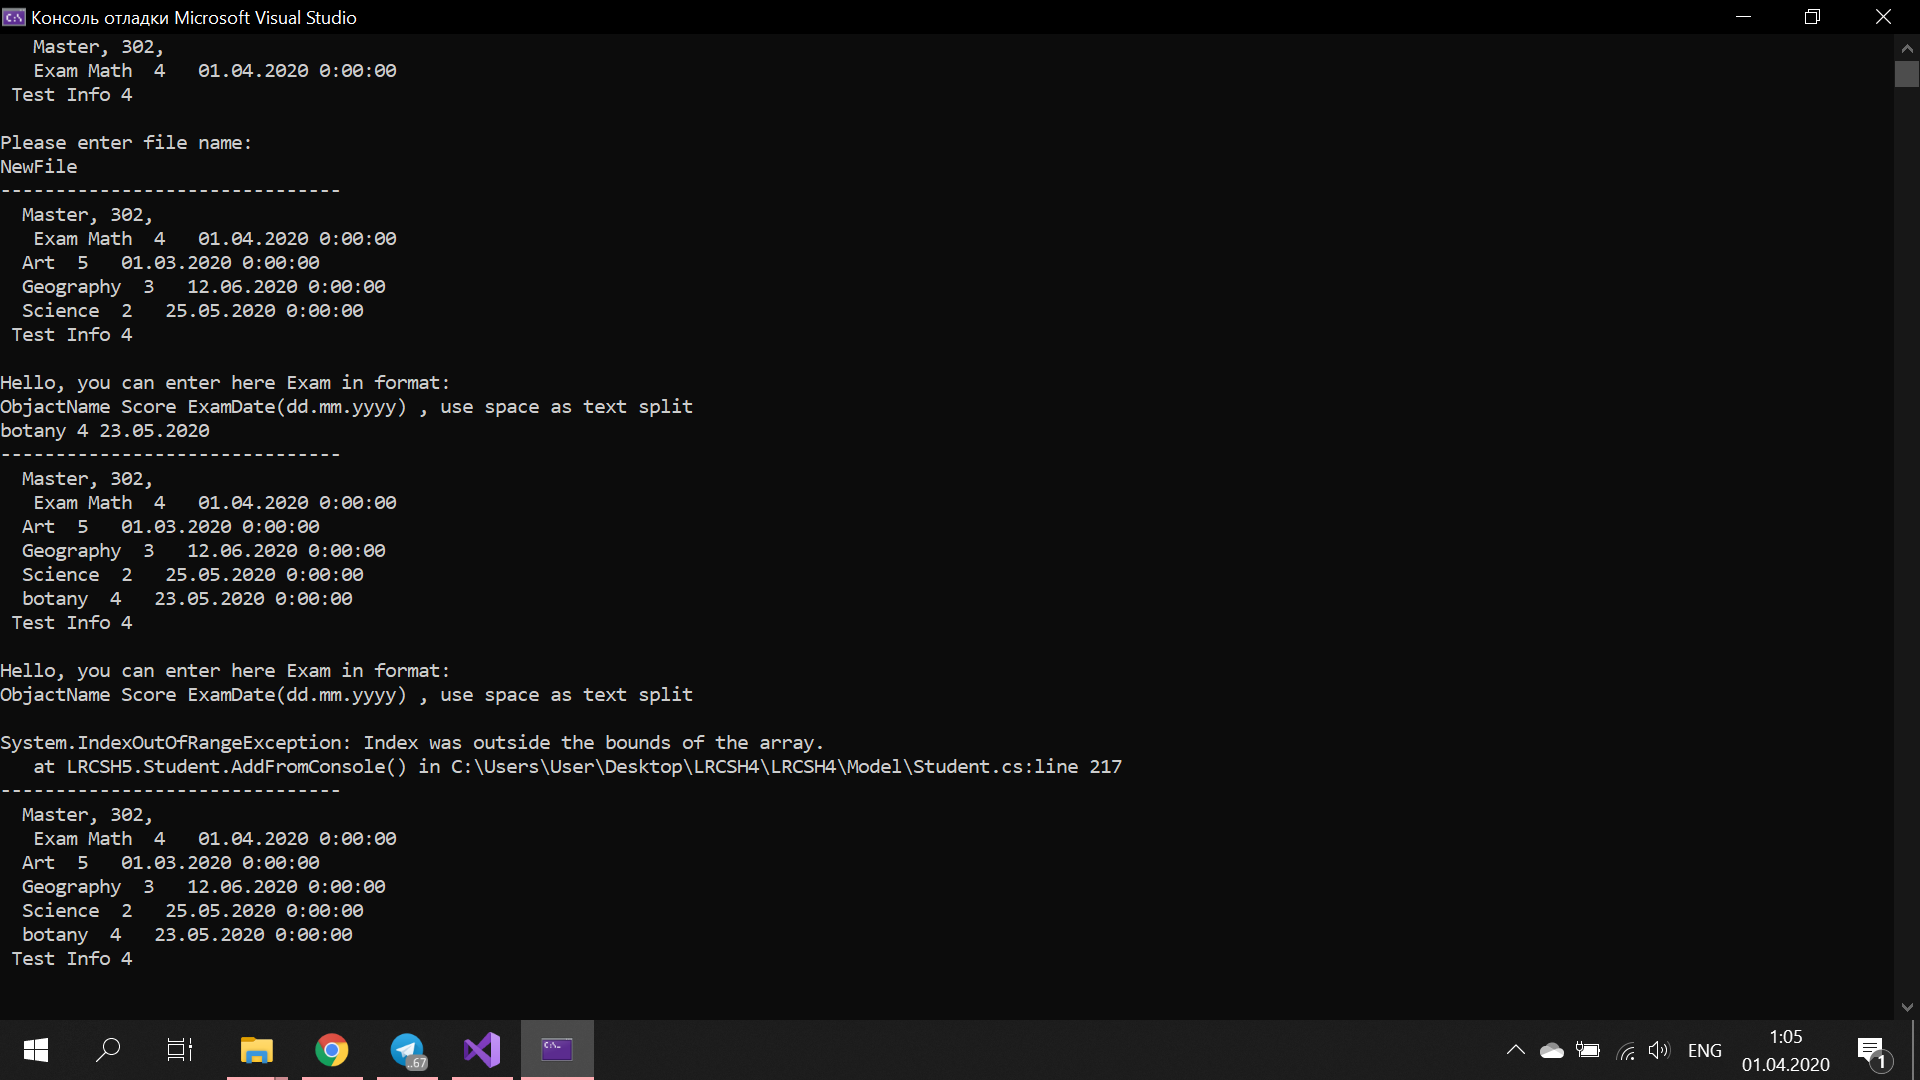 Консоль отладки Microsoft Visual Studio
Master, 302,
Exam Math  4   01.04.2020 0:00:00
Test Info 4
Please enter file name:
NewFile
-------------------------------
Master, 302,
Exam Math  4   01.04.2020 0:00:00
Art  5   01.03.2020 0:00:00
Geography  3   12.06.2020 0:00:00
Science  2   25.05.2020 0:00:00
Test Info 4
Hello, you can enter here Exam in format:
ObjactName Score ExamDate(dd.mm.yyyy) , use space as text split
botany 4 23.05.2020
-------------------------------
Master, 302,
Exam Math  4   01.04.2020 0:00:00
Art  5   01.03.2020 0:00:00
Geography  3   12.06.2020 0:00:00
Science  2   25.05.2020 0:00:00
botany  4   23.05.2020 0:00:00
Test Info 4
Hello, you can enter here Exam in format:
ObjactName Score ExamDate(dd.mm.yyyy) , use space as text split
System.IndexOutOfRangeException: Index was outside the bounds of the array.
at LRCSH5.Student.AddFromConsole() in C:\Users\User\Desktop\LRCSH4\LRCSH4\Model\Student.cs:line 217
-------------------------------
Master, 302,
Exam Math  4   01.04.2020 0:00:00
Art  5   01.03.2020 0:00:00
Geography  3   12.06.2020 0:00:00
Science  2   25.05.2020 0:00:00
botany  4   23.05.2020 0:00:00
Test Info 4
..67
ENG
1:05
01.04.2020
1